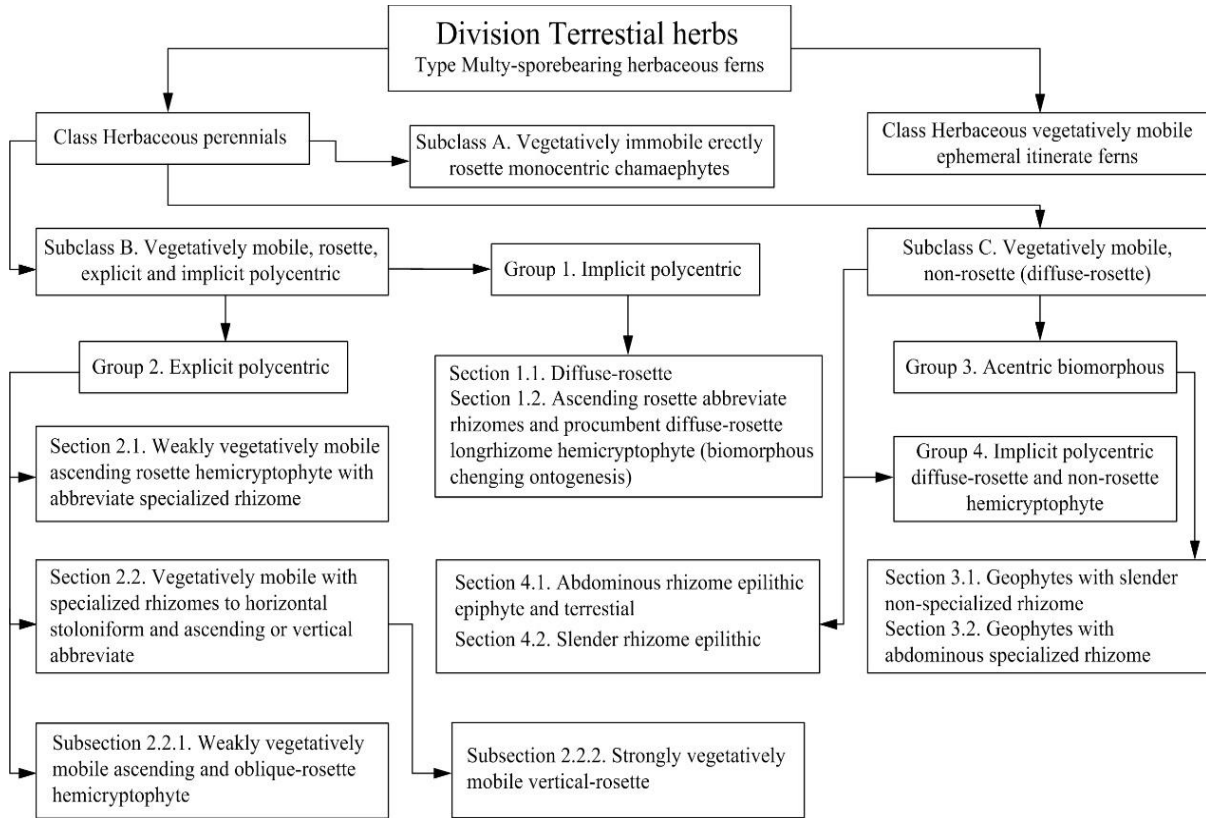 Division Terrestial herbs
Type Multy-sporebearing herbaceous ferns
Class Herbaceous perennials
Subclass A. Vegetatively immobile erectly
rosette monocentric chamaephytes
Class Herbaceous vegetatively mobile
ephemeral itinerate ferns
Subclass B. Vegetatively mobile, rosette,
explicit and implicit polycentric
Group 1. Implicit polycentric
Subclass C. Vegetatively mobile,
non-rosette (diffuse-rosette)
Group 2. Explicit polycentric
Section 1.1. Diffuse-rosette
Section 1.2. Ascending rosette abbreviate
rhizomes and procumbent diffuse-rosette
longrhizome hemicryptophyte (biomorphous
chenging ontogenesis)
Group 3. Acentric biomorphous
Section 2.1. Weakly vegetatively mobile
ascending rosette hemicryptophyte with
abbreviate specialized rhizome
Group 4. Implicit polycentric
diffuse-rosette and non-rosette
hemicryptophyte
Section 2.2. Vegetatively mobile with
specialized rhizomes to horizontal
stoloniform and ascending or vertical
abbreviate
Section 4.1. Abdominous rhizome epilithic
epiphyte and terrestial
Section 4.2. Slender rhizome epilithic
Section 3.1. Geophytes with slender
non-specialized rhizome
Section 3.2. Geophytes with
abdominous specialized rhizome
Subsection 2.2.1. Weakly vegetatively
mobile ascending and oblique-rosette
hemicryptophyte
Subsection 2.2.2. Strongly vegetatively
mobile vertical-rosette